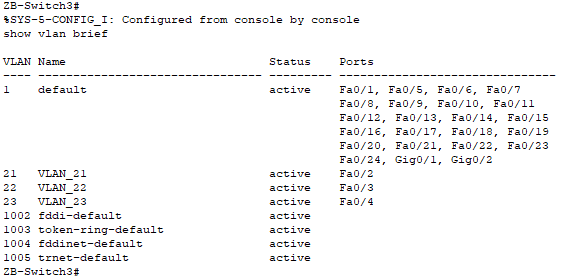 ZB-Switch3#
%SYS-5-CONFIG_I: Configured from console by console
show vlan brief
VLAN Name                             Status    Ports
---- -------------------------------- --------- -------------------------------
1    default                          active    Fa0/1, Fa0/5, Fa0/6, Fa0/7
                                                Fa0/8, Fa0/9, Fa0/10, Fa0/11
                                                Fa0/12, Fa0/13, Fa0/14, Fa0/15
                                                Fa0/16, Fa0/17, Fa0/18, Fa0/19
                                                Fa0/20, Fa0/21, Fa0/22, Fa0/23
                                                Fa0/24, Gig0/1, Gig0/2
21   VLAN_21                          active    Fa0/2
22   VLAN_22                          active    Fa0/3
23   VLAN_23                          active    Fa0/4
1002 fddi-default                     active
1003 token-ring-default               active
1004 fddinet-default                  active
1005 trnet-default                    active
ZB-Switch3#